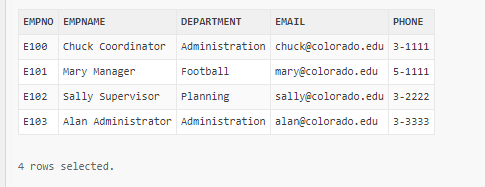 EMPNO EMPNAME DEPARTMENT EMAIL PHONE
E100 Chuck Coordinator Administration chuck@colorado.edu 3-1111
E101 Mary Manager Football mary@colorado.edu 5-1111
E102 Sally Supervisor Planning sally@colorado.edu 3-2222
E103 Alan Administrator Administration alan@colorado.edu 3-3333
4 rows selected.